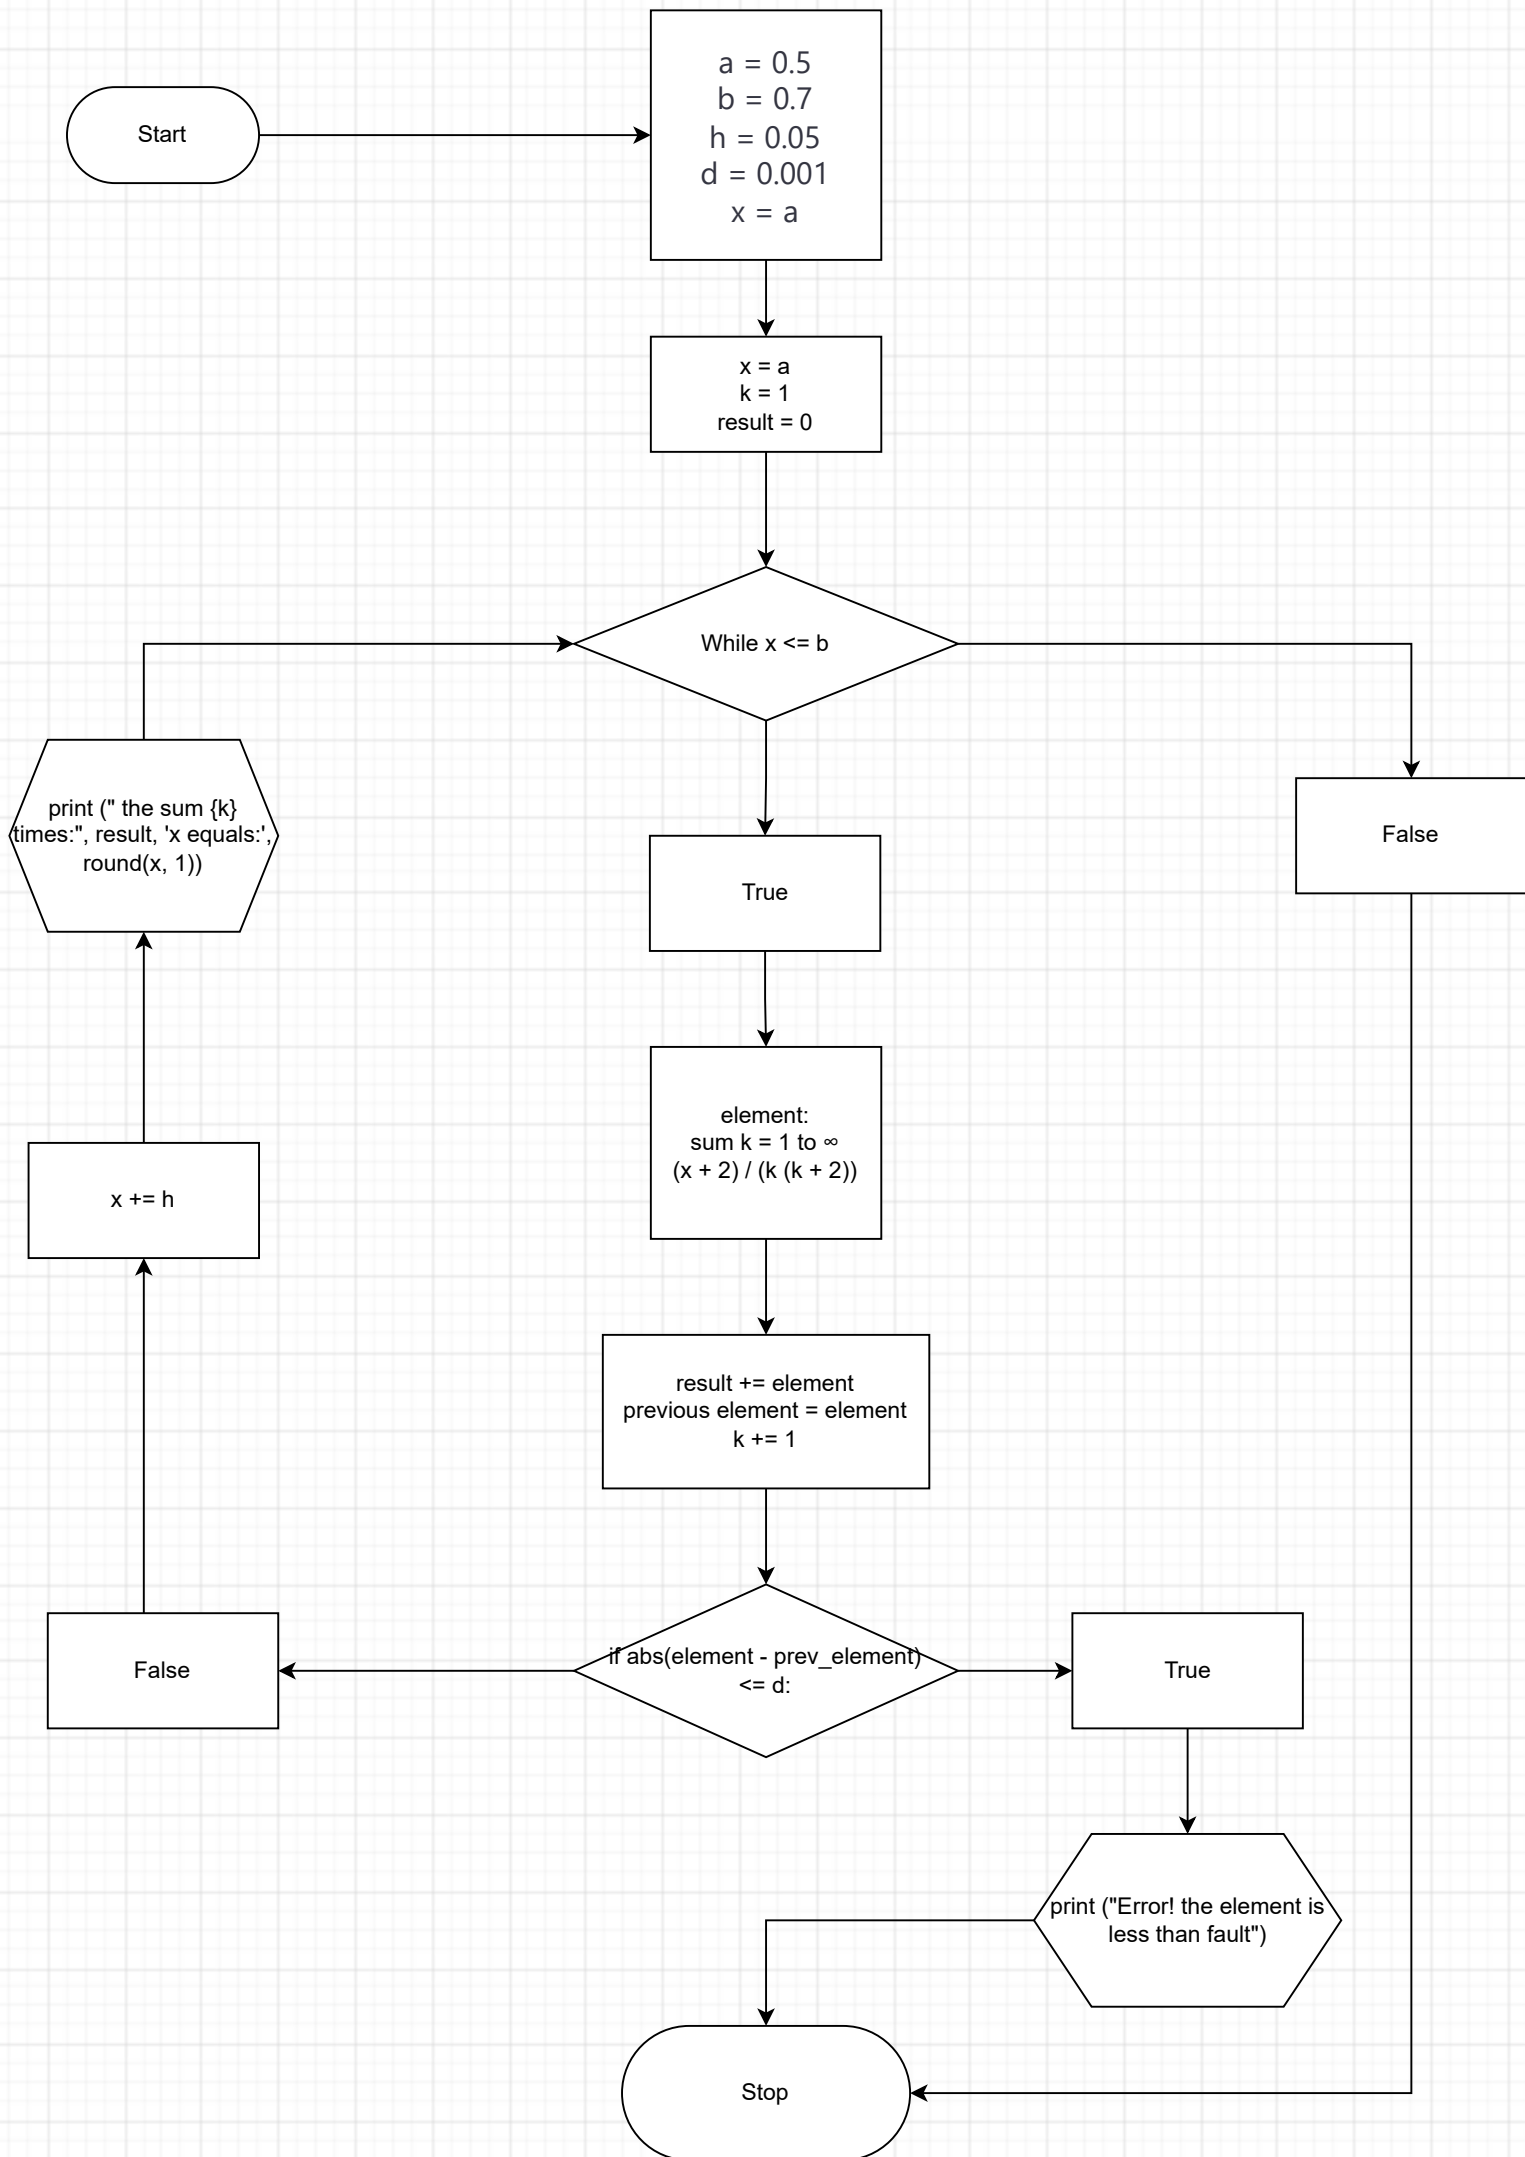 Start
a = 0.5
b = 0.7
h = 0.05
d = 0.001
x = a
x = a
k = 1
result = 0
While x <= b
print (" the sum {k}
times:", result, 'x equals:',
round(x, 1))
True
False
element:
sum k = 1 to ∞
(x + 2) / (k (k + 2))
x += h
result += element
previous element = element
k += 1
False
if abs(element - prev_element)
<= d:
True
print ("Error! the element is
less than fault")
Stop